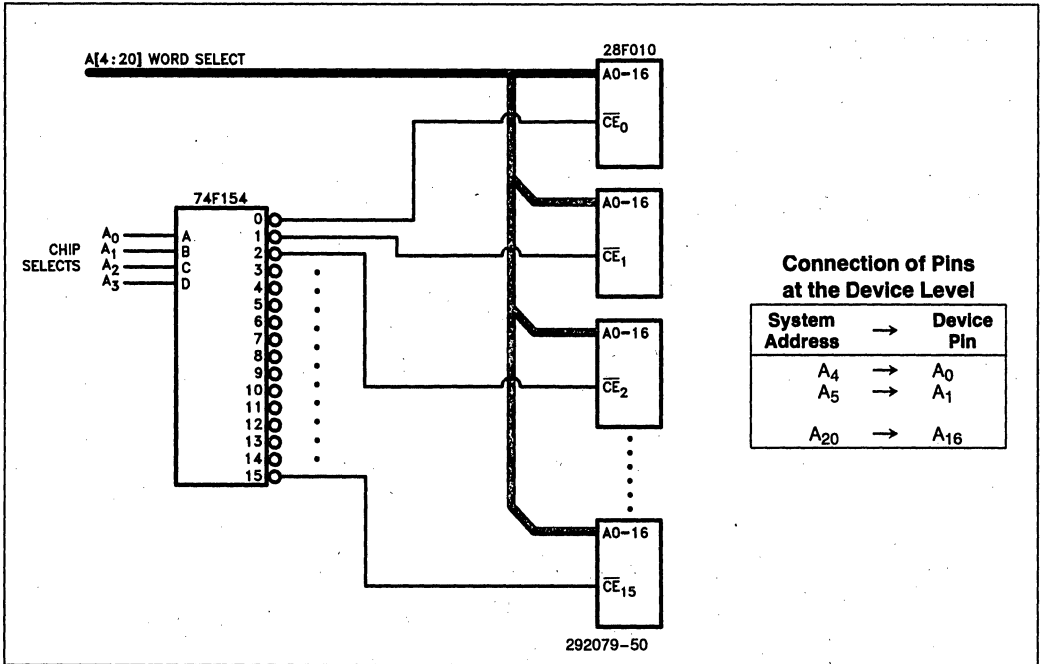 A[4:20] WORD SELECT
28F010
A0-16
CE0
74F154
CHIP SELECTS
A0
A1
A2
A3
A
B
C
D
0
1
2
3
4
5
6
7
8
9
10
11
12
13
14
15
A0-16
CE1
A0-16
CE2
A0-16
CE15
292079-50
Connection of Pins
at the Device Level
System Address → Device Pin
A4 → A0
A5 → A1
A20 → A16